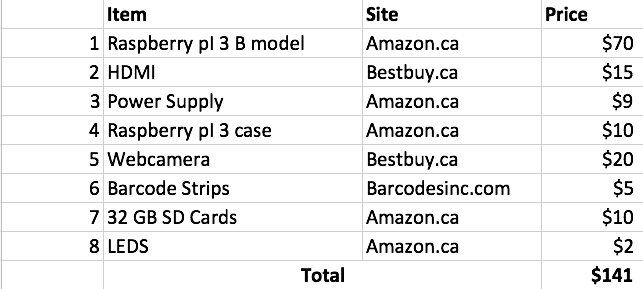 Item Site Price
1 Raspberry pI 3 B model Amazon.ca $70
2 HDMI Bestbuy.ca $15
3 Power Supply Amazon.ca $9
4 Raspberry pI 3 case Amazon.ca $10
5 Webcamera Bestbuy.ca $20
6 Barcode Strips Barcodesinc.com $5
7 32 GB SD Cards Amazon.ca $10
8 LEDS Amazon.ca $2
Total $141